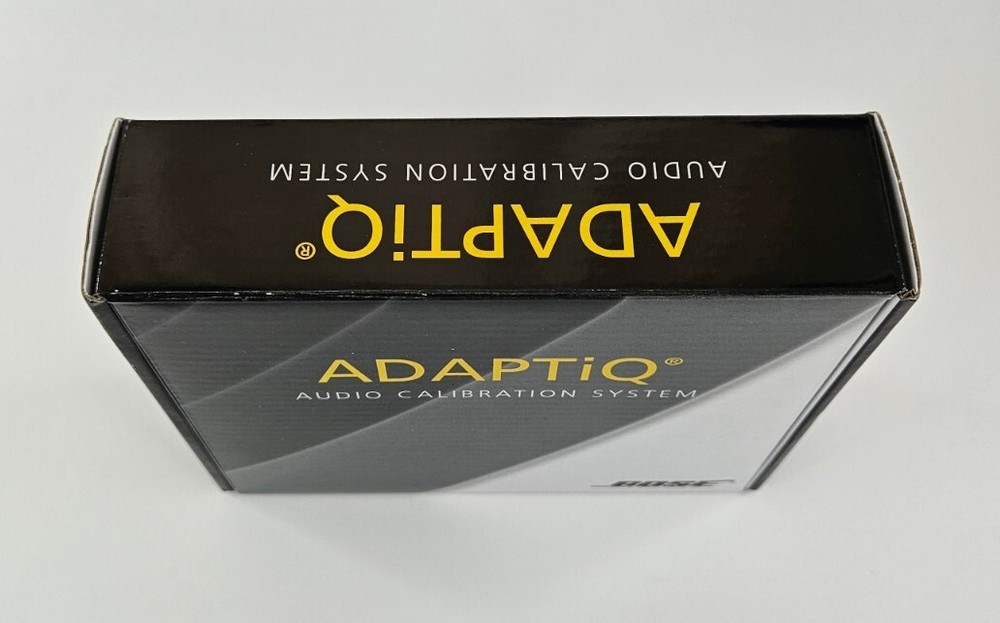 ADAPTiQ®
AUDIO CALIBRATION SYSTEM
ADAPTiQ®
AUDIO CALIBRATION SYSTEM
BOSE